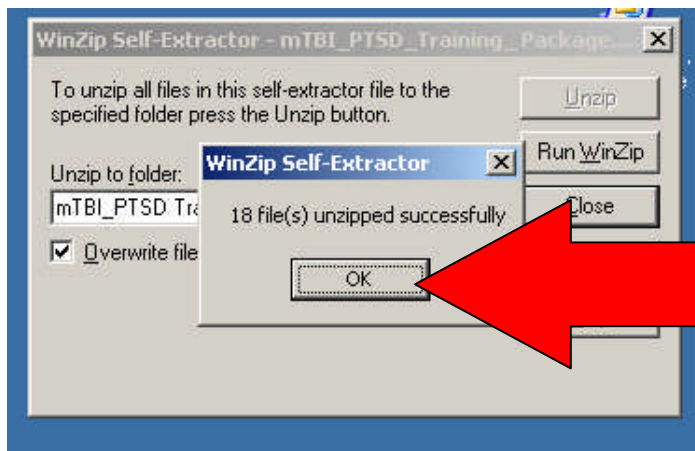 WinZip Self-Extractor - mTBI_PTSD_Training_Package...
To unzip all files in this self-extractor file to the
specified folder press the Unzip button.
Unzip
Run WinZip
Unzip to folder:
mTBI_PTSD
Close
Overwrite file
WinZip Self-Extractor
18 file(s) unzipped successfully
OK